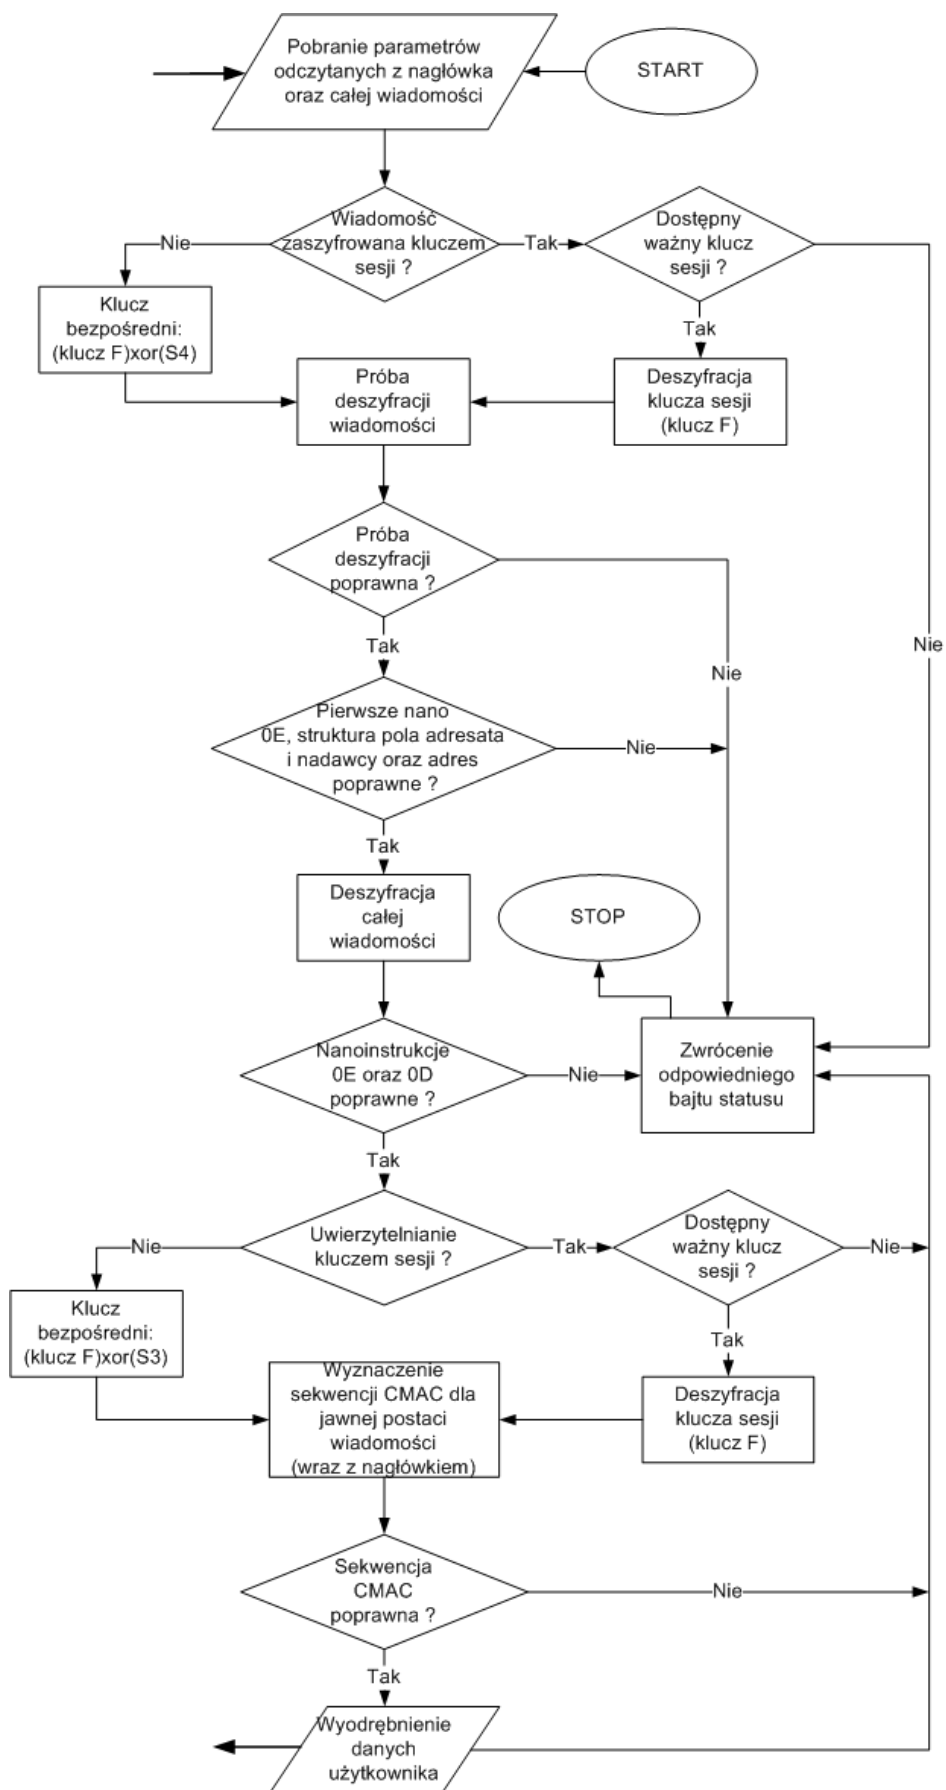 Pobranie parametrów
odczytanych z nagłówka
oraz całej wiadomości
START
Wiadomość
zaszyfrowana kluczem
sesji ?
Nie
Tak
Dostępny
ważny klucz
sesji ?
Klucz
bezpośredni:
(klucz F)xor(S4)
Tak
Próba
deszyfracji
wiadomości
Deszyfracja
klucza sesji
(klucz F)
Próba
deszyfracji
poprawna ?
Nie
Tak
Nie
Pierwsze nano
0E, struktura pola adresata
i nadawcy oraz adres
poprawne ?
Nie
Tak
Deszyfracja
całej
wiadomości
STOP
Nanoinstrukcje
0E oraz 0D
poprawne ?
Nie
Zwrócenie
odpowiedniego
bajtu statusu
Tak
Uwierzytelnianie
kluczem sesji ?
Nie
Tak
Dostępny
ważny klucz
sesji ?
Nie
Klucz
bezpośredni:
(klucz F)xor(S3)
Tak
Wyznaczenie
sekwencji CMAC dla
jawnej postaci
wiadomości
(wraz z nagłówkiem)
Deszyfracja
klucza sesji
(klucz F)
Sekwencja
CMAC
poprawna ?
Nie
Tak
Wyodrębnienie
danych
użytkownika